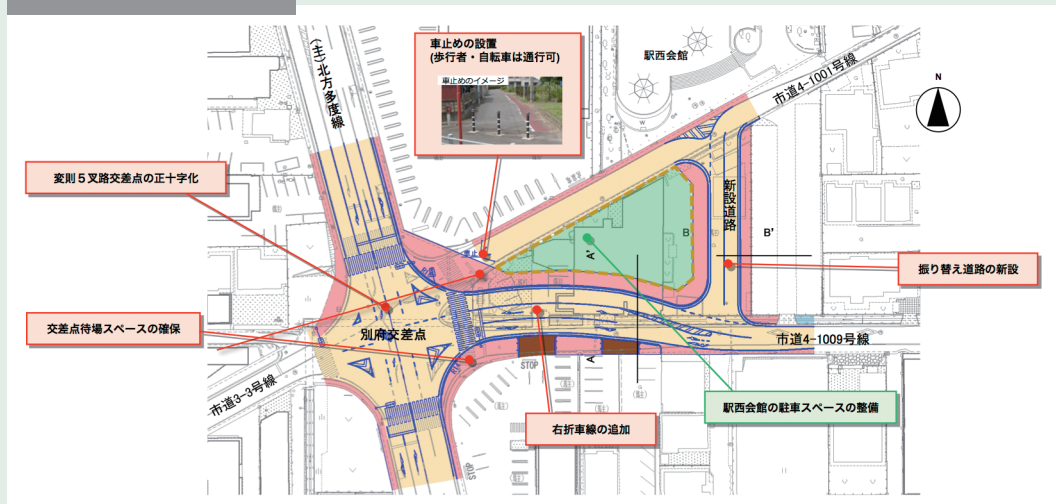 車止めの設置
(歩行者・自転車は通行可)
車止めのイメージ
駅西会館
市道4-1001号線
N
(主)北方多度線
変則５叉路交差点の正十字化
新設道路
B
B'
A'
車止
振り替え道路の新設
交差点待場スペースの確保
別府交差点
市道4-1009号線
A
STOP
市道3-3号線
駅西会館の駐車スペースの整備
右折車線の追加
STOP